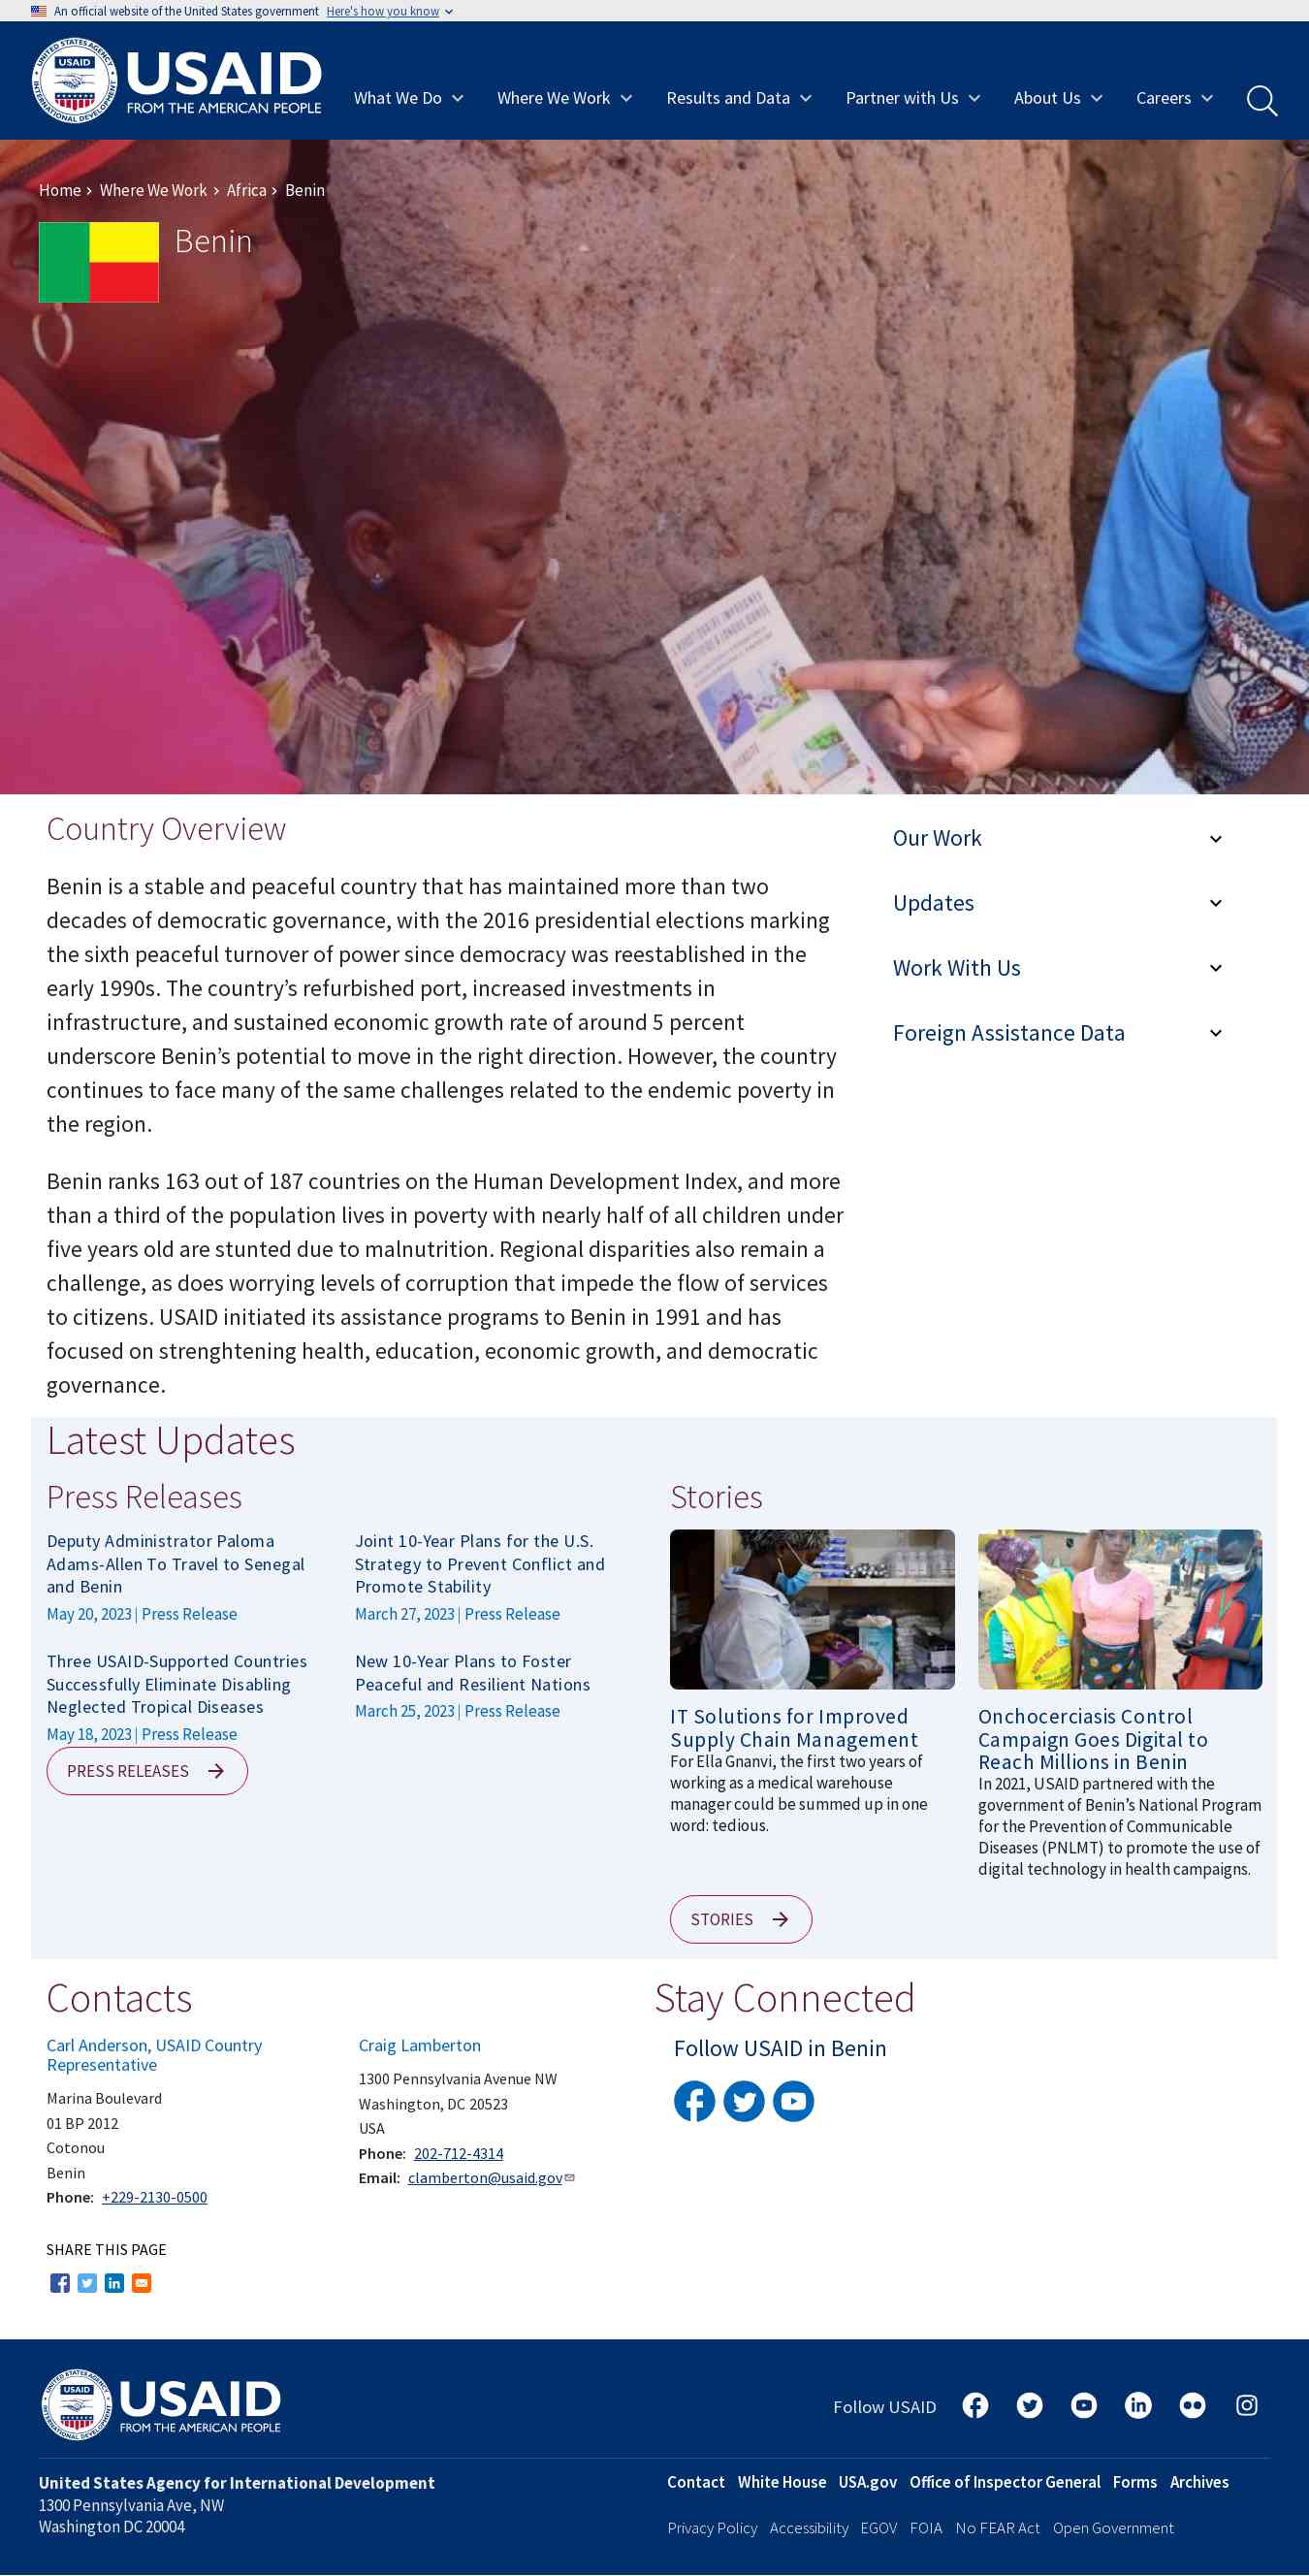 An official website of the United States government Here's how you know
UNITED STATES AGENCY
USAID
INTERNATIONAL DEVELOPMENT
USAID
FROM THE AMERICAN PEOPLE
What We Do
Where We Work
Results and Data
Partner with Us
About Us
Careers
Home > Where We Work > Africa > Benin
Benin
Country Overview
Benin is a stable and peaceful country that has maintained more than two
decades of democratic governance, with the 2016 presidential elections marking
the sixth peaceful turnover of power since democracy was reestablished in the
early 1990s. The country’s refurbished port, increased investments in
infrastructure, and sustained economic growth rate of around 5 percent
underscore Benin’s potential to move in the right direction. However, the country
continues to face many of the same challenges related to the endemic poverty in
the region.
Benin ranks 163 out of 187 countries on the Human Development Index, and more
than a third of the population lives in poverty with nearly half of all children under
five years old are stunted due to malnutrition. Regional disparities also remain a
challenge, as does worrying levels of corruption that impede the flow of services
to citizens. USAID initiated its assistance programs to Benin in 1991 and has
focused on strenghtening health, education, economic growth, and democratic
governance.
Our Work
Updates
Work With Us
Foreign Assistance Data
Latest Updates
Press Releases
Deputy Administrator Paloma
Adams-Allen To Travel to Senegal
and Benin
May 20, 2023 | Press Release
Joint 10-Year Plans for the U.S.
Strategy to Prevent Conflict and
Promote Stability
March 27, 2023 | Press Release
Three USAID-Supported Countries
Successfully Eliminate Disabling
Neglected Tropical Diseases
May 18, 2023 | Press Release
New 10-Year Plans to Foster
Peaceful and Resilient Nations
March 25, 2023 | Press Release
PRESS RELEASES
Stories
IT Solutions for Improved
Supply Chain Management
For Ella Gnanvi, the first two years of
working as a medical warehouse
manager could be summed up in one
word: tedious.
Onchocerciasis Control
Campaign Goes Digital to
Reach Millions in Benin
In 2021, USAID partnered with the
government of Benin’s National Program
for the Prevention of Communicable
Diseases (PNLMT) to promote the use of
digital technology in health campaigns.
STORIES
Contacts
Carl Anderson, USAID Country
Representative
Marina Boulevard
01 BP 2012
Cotonou
Benin
Phone: +229-2130-0500
Craig Lamberton
1300 Pennsylvania Avenue NW
Washington, DC 20523
USA
Phone: 202-712-4314
Email: clamberton@usaid.gov
Stay Connected
Follow USAID in Benin
SHARE THIS PAGE
UNITED STATES AGENCY
USAID
INTERNATIONAL DEVELOPMENT
USAID
FROM THE AMERICAN PEOPLE
Follow USAID
United States Agency for International Development
1300 Pennsylvania Ave, NW
Washington DC 20004
Contact White House USA.gov Office of Inspector General Forms Archives
Privacy Policy Accessibility EGOV FOIA No FEAR Act Open Government